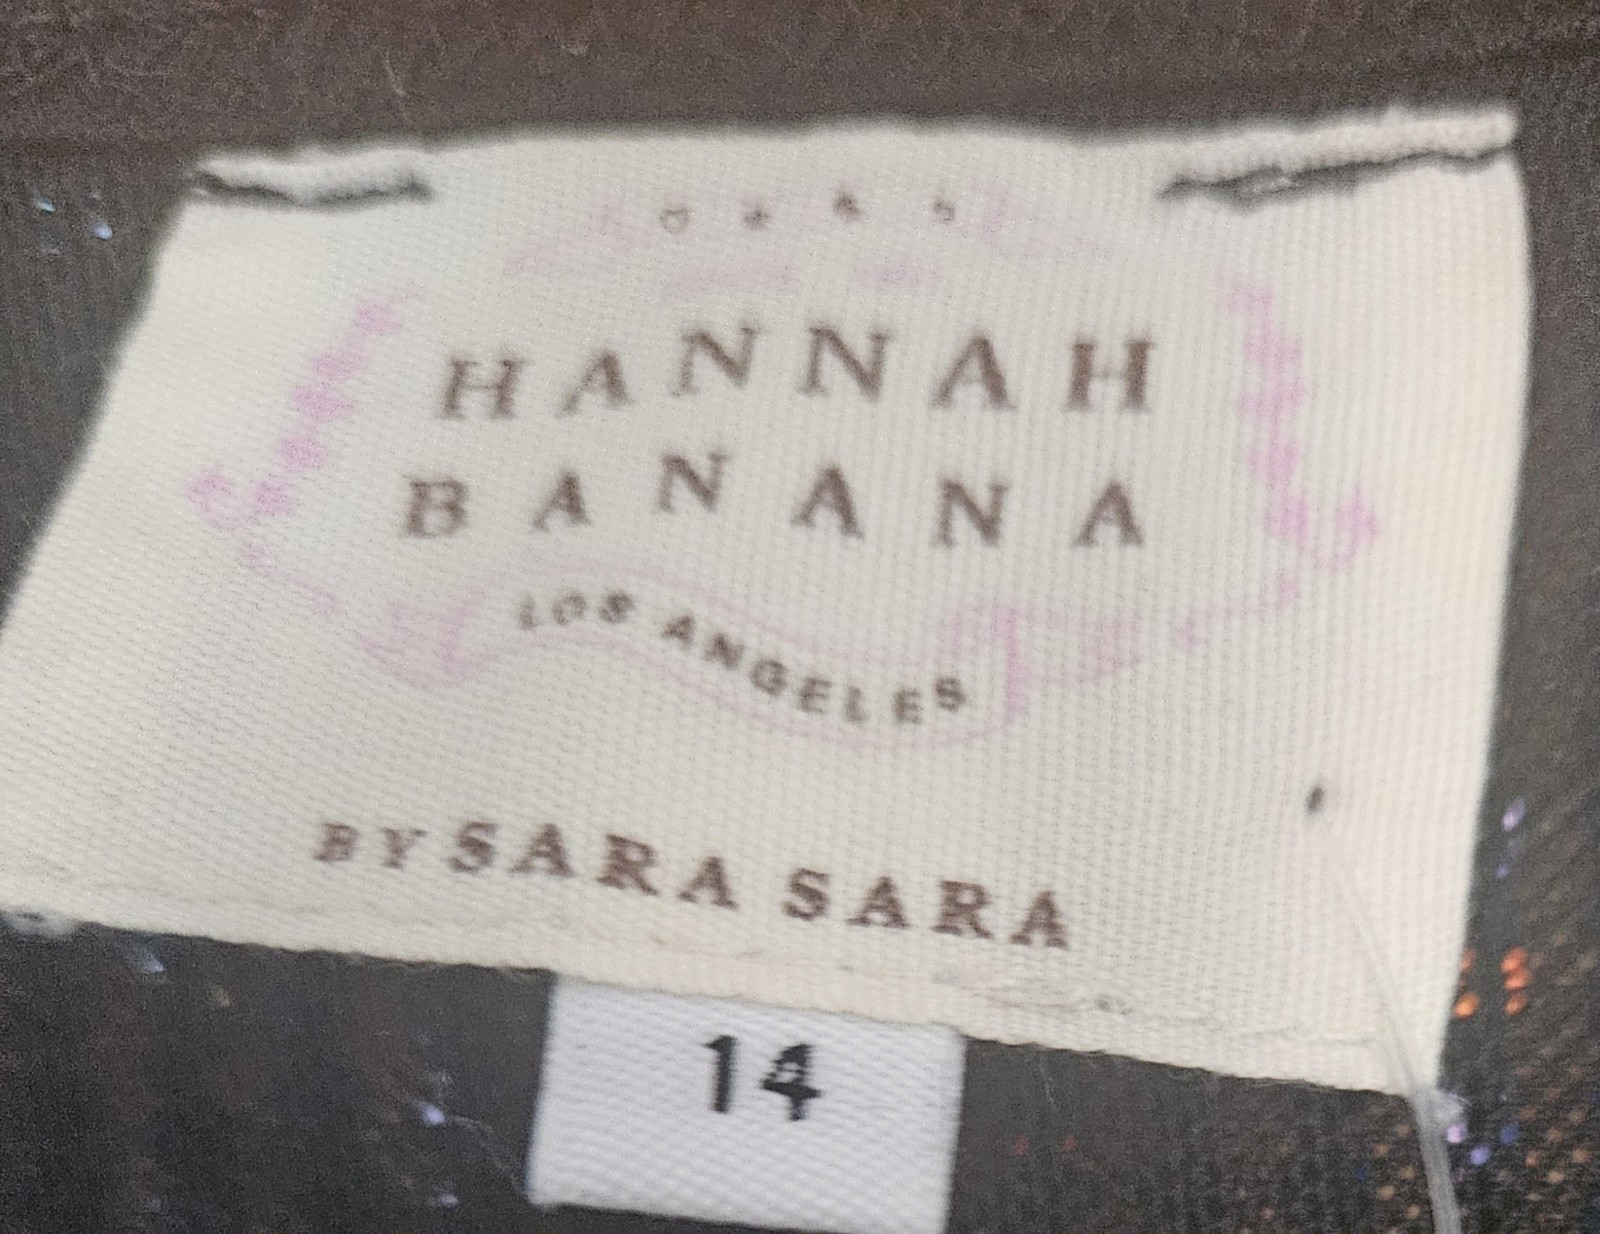 HANNAH
BANANA
LOS ANGELES
BY SARA SARA
14